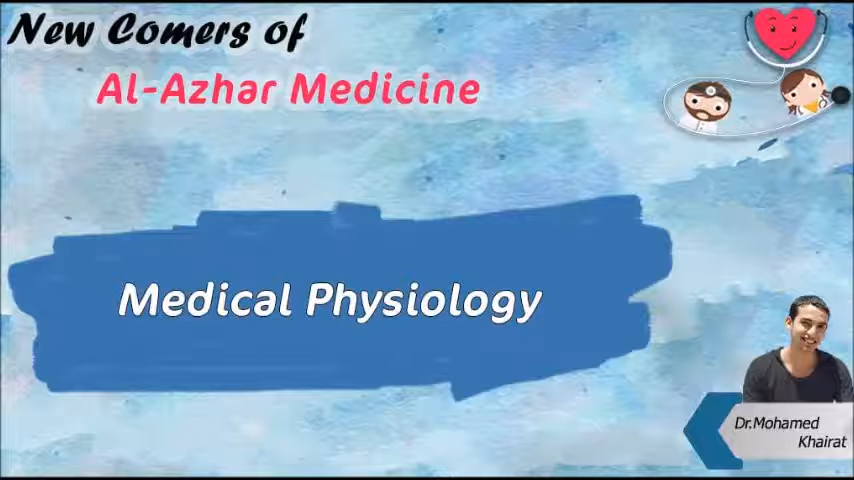 New Comers of
Al-Azhar Medicine
Medical Physiology
Dr.Mohamed
Khairat